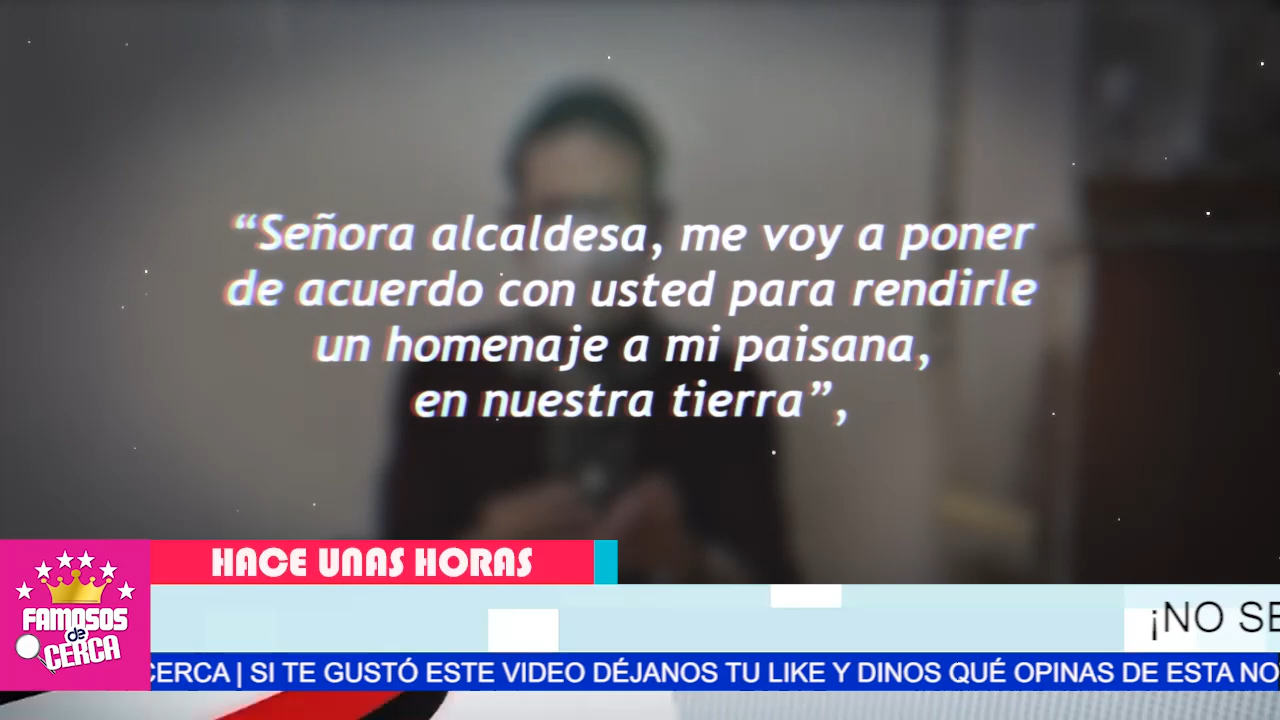 “Señora alcaldesa, me voy a poner
de acuerdo con usted para rendirle
un homenaje a mi paisana,
en nuestra tierra”,
HACE UNAS HORAS
FAMOSOS
de
CERCA
¡NO SE
CERCA | SI TE GUSTÓ ESTE VIDEO DÉJANOS TU LIKE Y DINOS QUÉ OPINAS DE ESTA NO